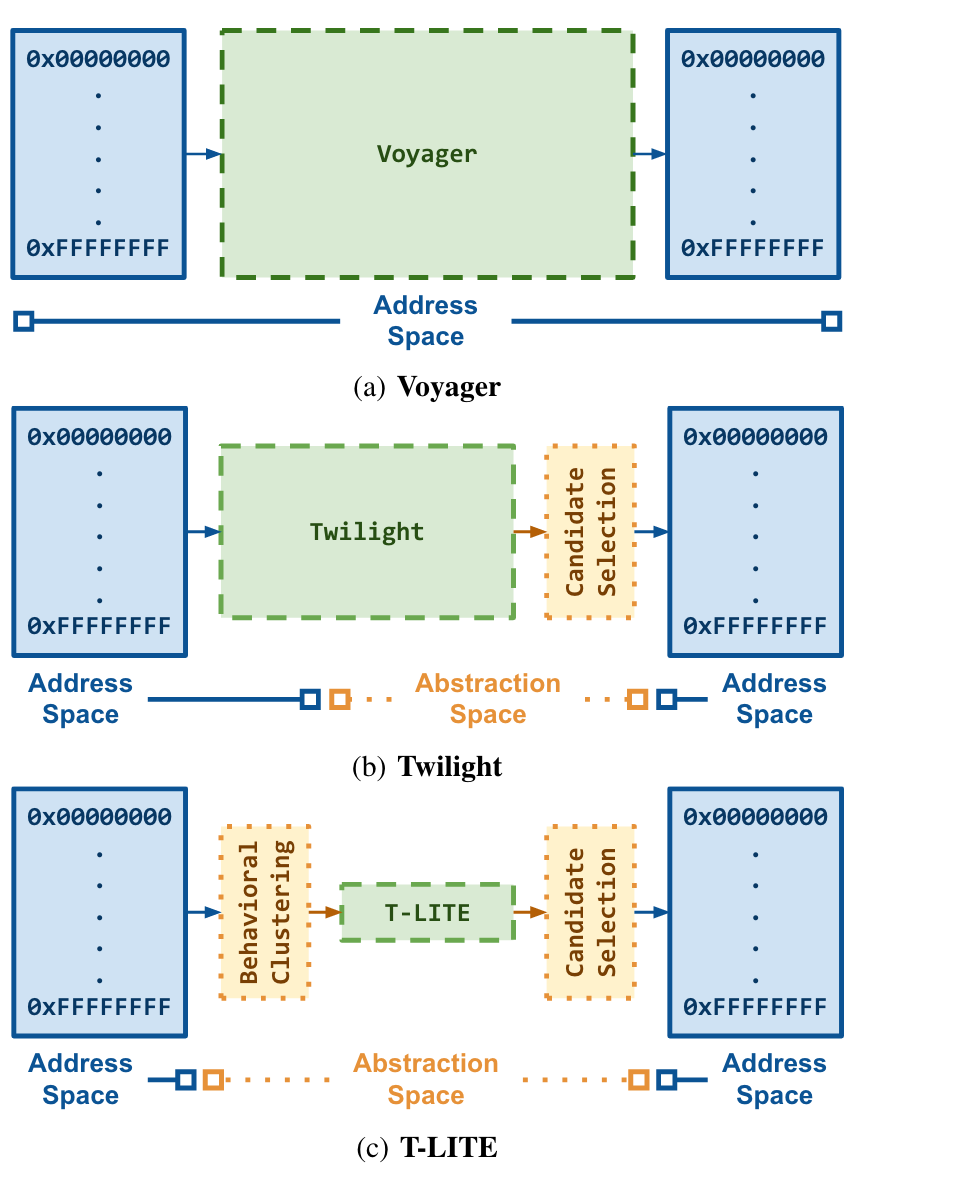 0x00000000
0xFFFFFFFF
Voyager
0x00000000
0xFFFFFFFF
Address
Space
(a) Voyager
0x00000000
0xFFFFFFFF
Twilight
Candidate
Selection
0x00000000
0xFFFFFFFF
Address
Space
Abstraction
Space
Address
Space
(b) Twilight
0x00000000
0xFFFFFFFF
Behavioral
Clustering
T-LITE
Candidate
Selection
0x00000000
0xFFFFFFFF
Address
Space
Abstraction
Space
Address
Space
(c) T-LITE